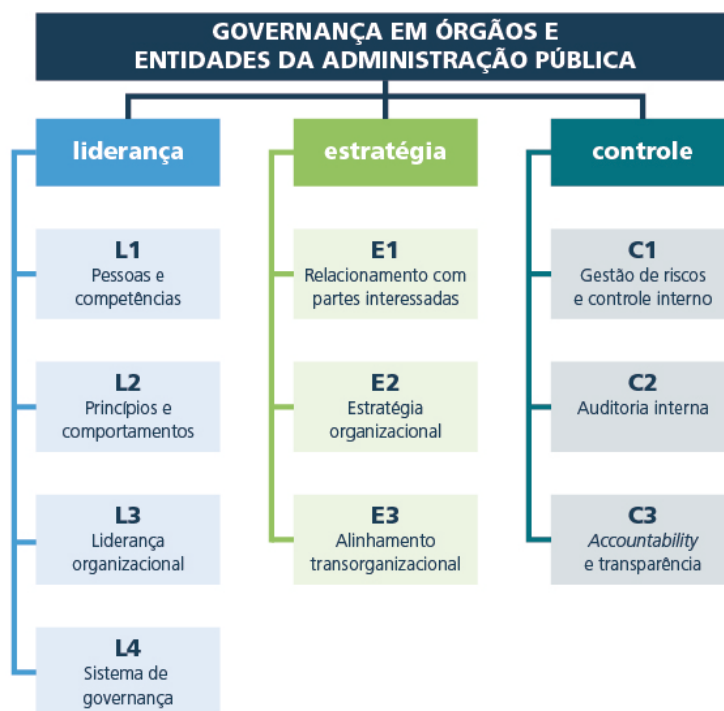 GOVERNANÇA EM ÓRGÃOS E
ENTIDADES DA ADMINISTRAÇÃO PÚBLICA
liderança
estratégia
controle
L1
Pessoas e
competências
E1
Relacionamento com
partes interessadas
C1
Gestão de riscos
e controle interno
L2
Princípios e
comportamentos
E2
Estratégia
organizacional
C2
Auditoria interna
L3
Liderança
organizacional
E3
Alinhamento
transorganizacional
C3
Accountability
e transparência
L4
Sistema de
governança